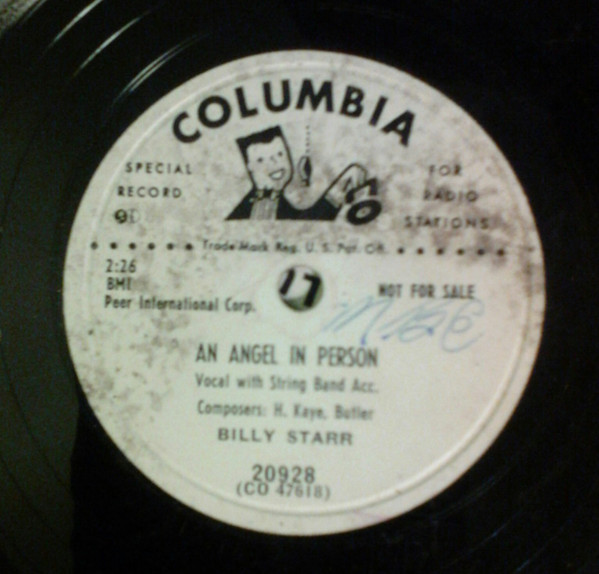 COLUMBIA
SPECIAL
RECORD
FOR
RADIO
STATIONS
Trade Mark Reg. U.S. Pat. Off.
2:26
BMI
Peer International Corp.
17
NOT FOR SALE
AN ANGEL IN PERSON
Vocal with String Band Acc.
Composers: H. Kaye, Butler
BILLY STARR
20928
(CO 47618)